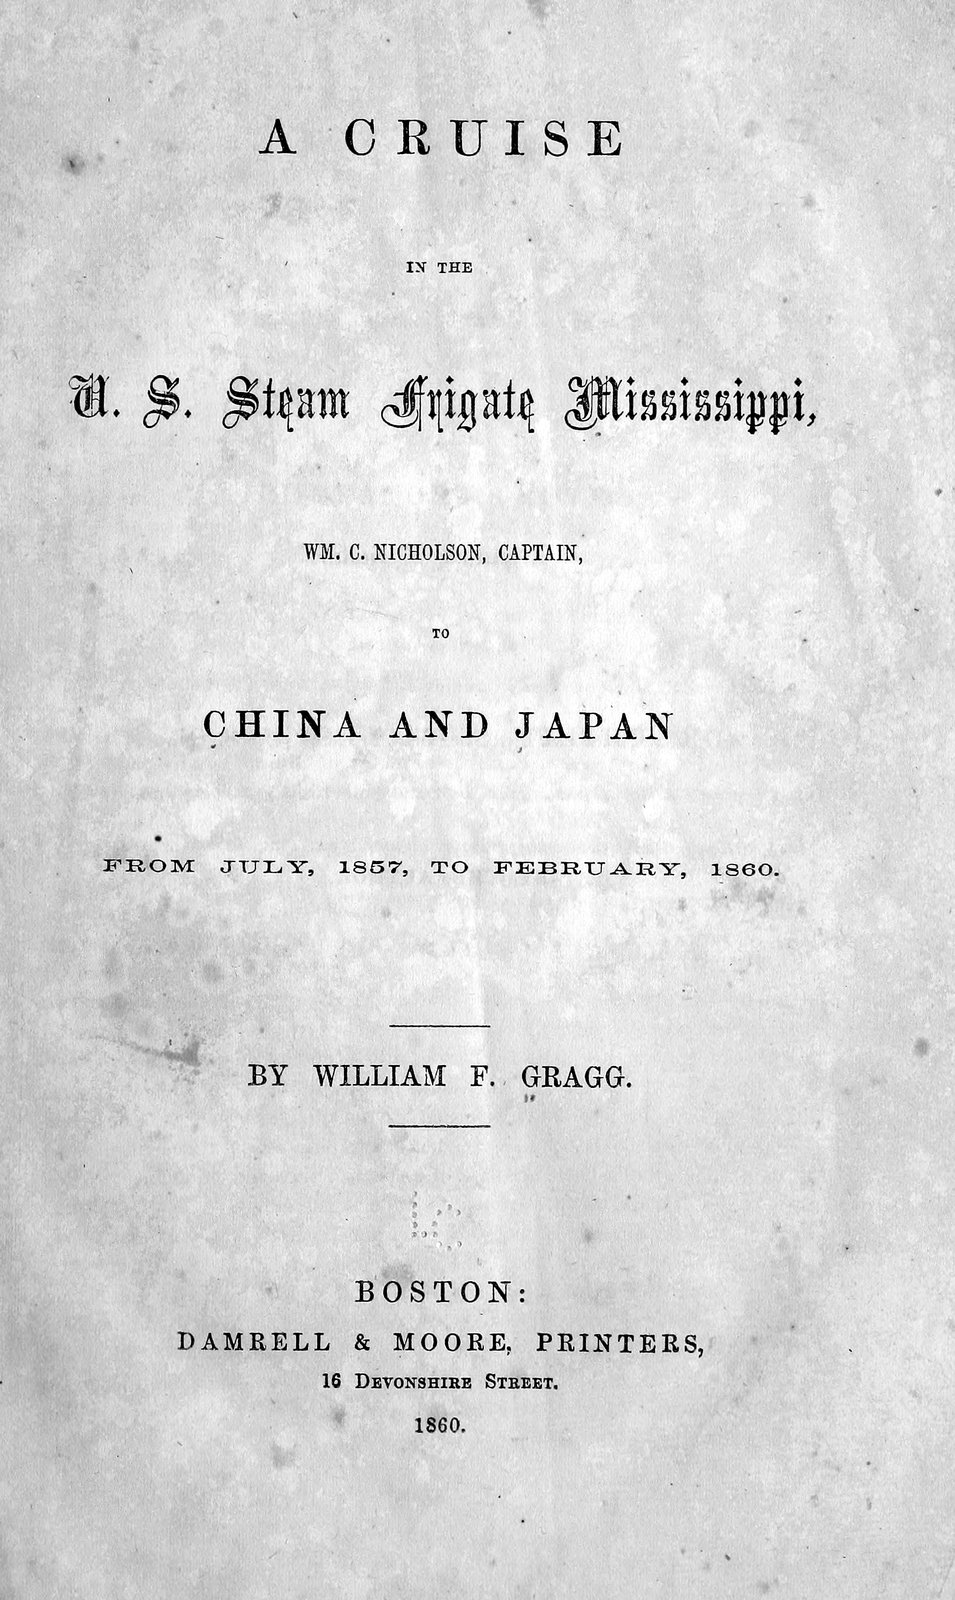 A CRUISE
IN THE
U. S. Steam Frigate Mississippi,
WM. C. NICHOLSON, CAPTAIN,
TO
CHINA AND JAPAN
FROM JULY, 1857, TO FEBRUARY, 1860.
BY WILLIAM F. GRAGG.
LC
BOSTON:
DAMRELL & MOORE, PRINTERS,
16 DEVONSHIRE STREET.
1860.